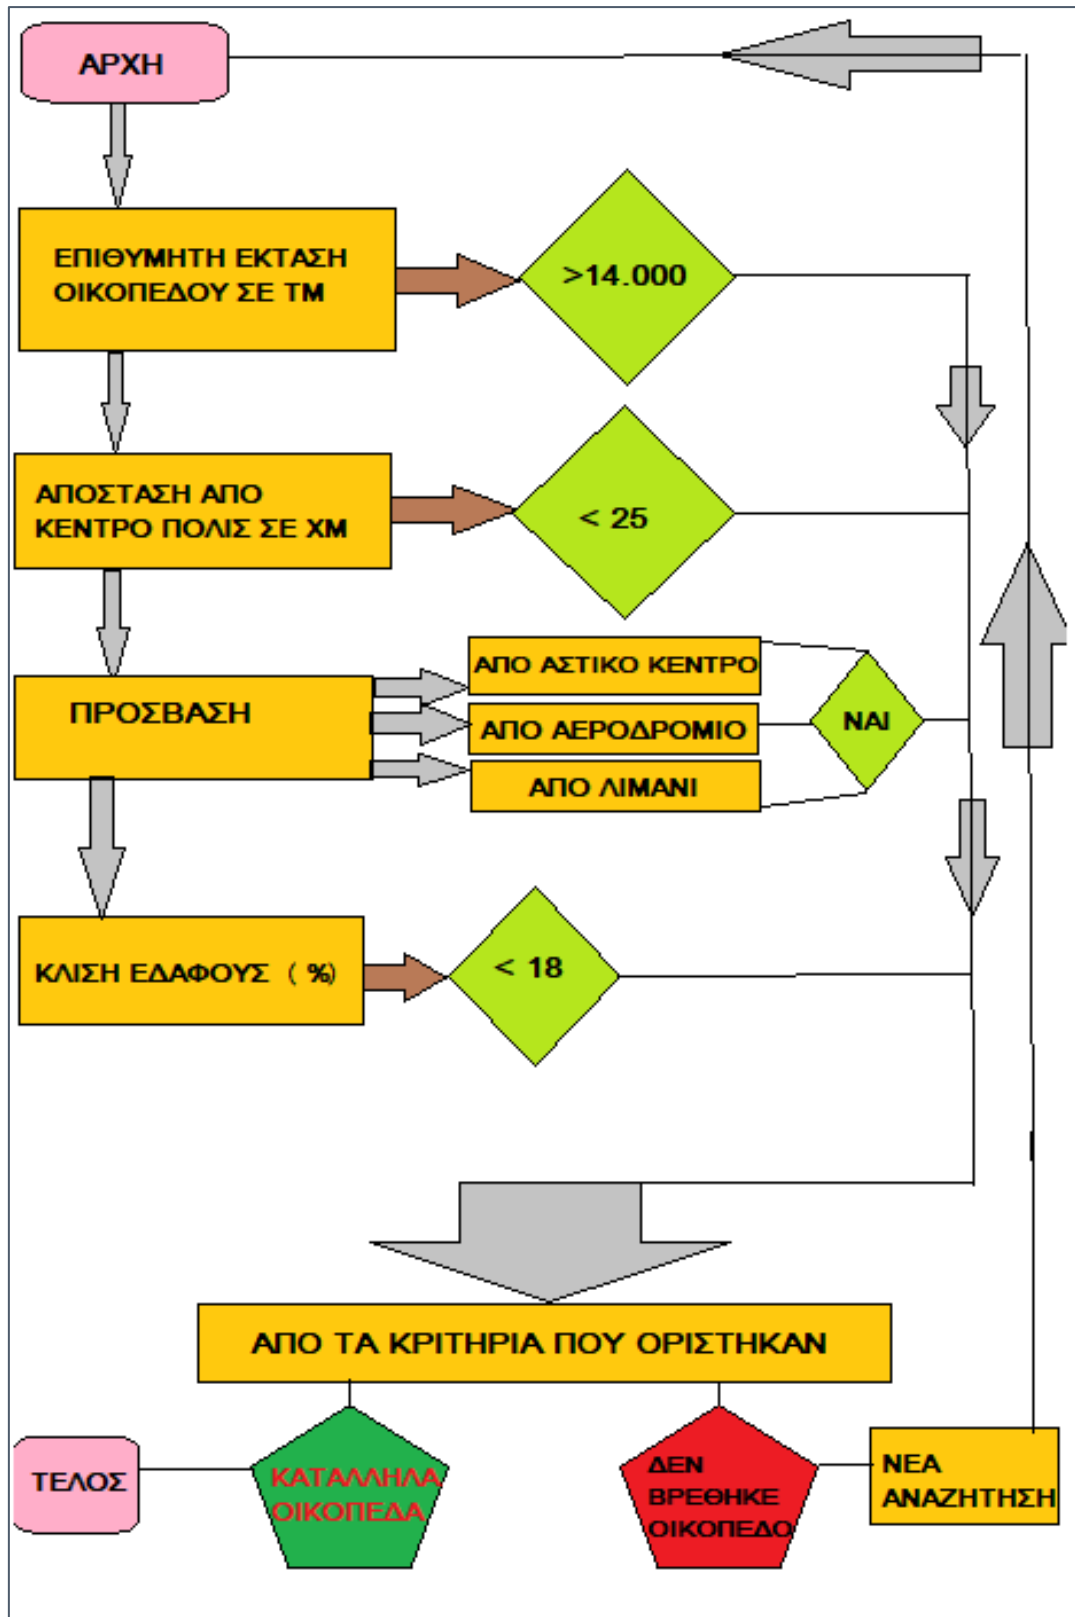 ΑΡΧΗ
ΕΠΙΘΥΜΗΤΗ ΕΚΤΑΣΗ
ΟΙΚΟΠΕΔΟΥ ΣΕ ΤΜ
>14.000
ΑΠΟΣΤΑΣΗ ΑΠΟ
ΚΕΝΤΡΟ ΠΟΛΙΣ ΣΕ ΧΜ
< 25
ΠΡΟΣΒΑΣΗ
ΑΠΟ ΑΣΤΙΚΟ ΚΕΝΤΡΟ
ΑΠΟ ΑΕΡΟΔΡΟΜΙΟ
ΑΠΟ ΛΙΜΑΝΙ
ΝΑΙ
ΚΛΙΣΗ ΕΔΑΦΟΥΣ ( %)
< 18
ΑΠΟ ΤΑ ΚΡΙΤΗΡΙΑ ΠΟΥ ΟΡΙΣΤΗΚΑΝ
ΤΕΛΟΣ
ΚΑΤΑΛΛΗΛΑ
ΟΙΚΟΠΕΔΑ
ΔΕΝ
ΒΡΕΘΗΚΕ
ΟΙΚΟΠΕΔΟ
ΝΕΑ
ΑΝΑΖΗΤΗΣΗ